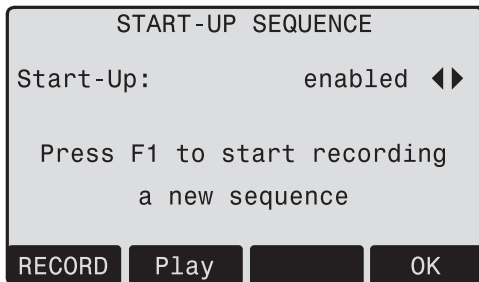 START-UP SEQUENCE
Start-Up: enabled
Press F1 to start recording
a new sequence
RECORD Play OK